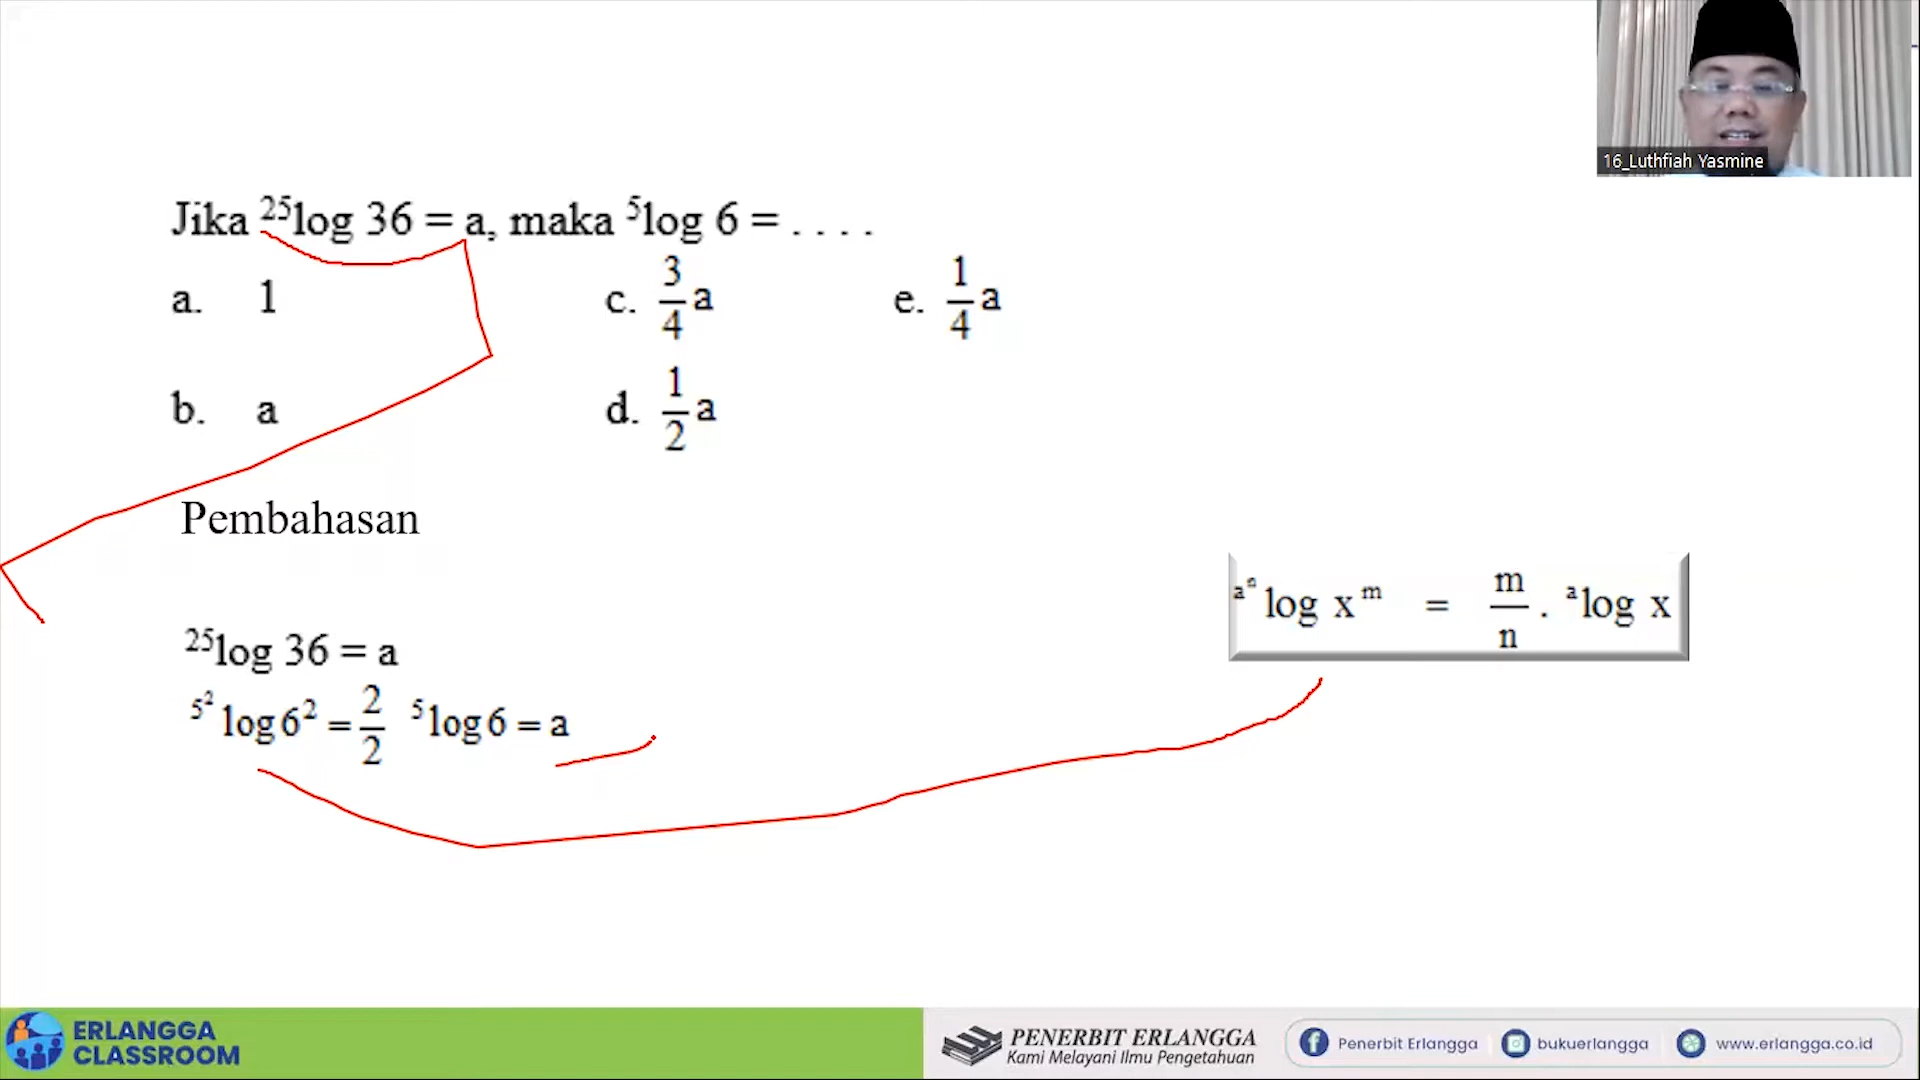 16_Luthfiah Yasmine
Jika ²⁵log 36 = a, maka ⁵log 6 = . . . .
a. 1
c. 3/4 a
e. 1/4 a
b. a
d. 1/2 a
Pembahasan
aⁿ log x ᵐ = m/n . ᵃlog x
²⁵log 36 = a
5² log 6² = 2/2 ⁵log 6 = a
ERLANGGA
CLASSROOM
PENERBIT ERLANGGA
Kami Melayani Ilmu Pengetahuan
Penerbit Erlangga
bukuerlangga
www.erlangga.co.id